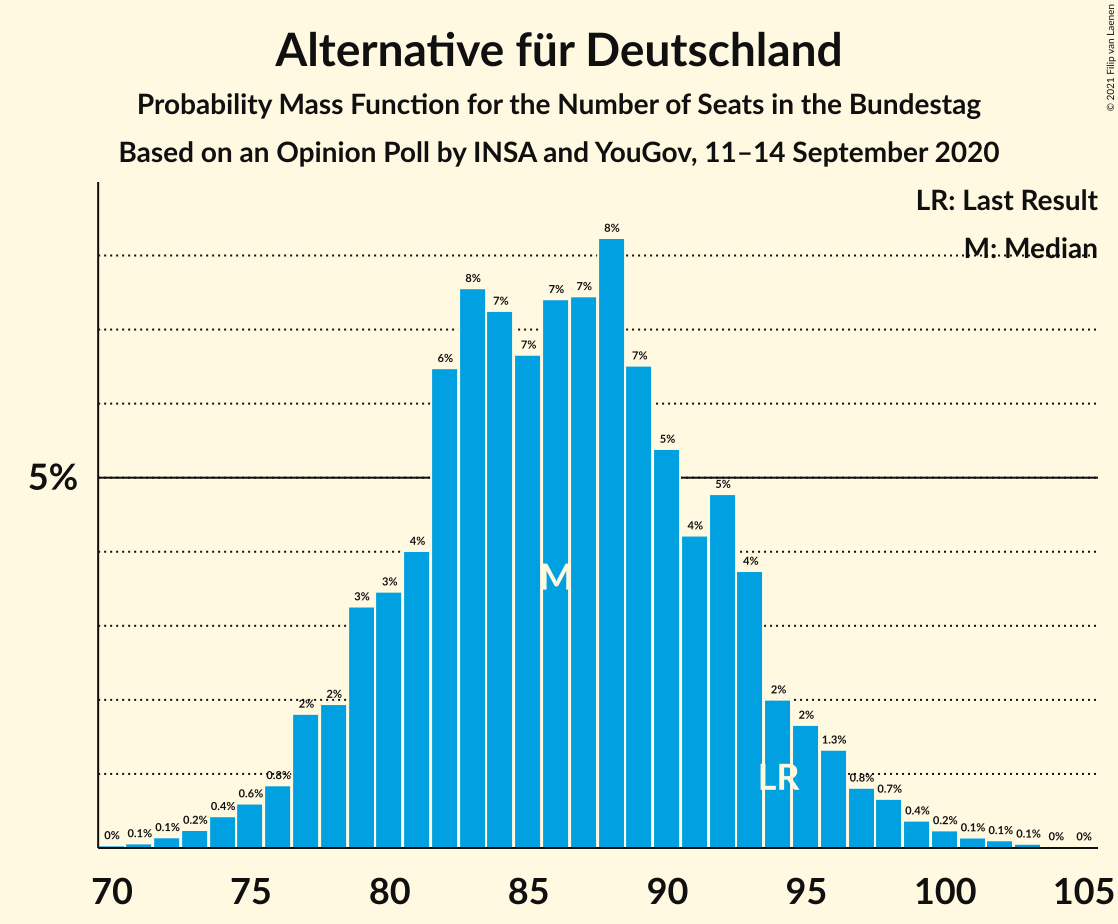 Alternative für Deutschland
Probability Mass Function for the Number of Seats in the Bundestag
Based on an Opinion Poll by INSA and YouGov, 11–14 September 2020
© 2021 Filip van Laenen
LR: Last Result
M: Median
5%
0% 0.1% 0.1% 0.2% 0.4% 0.6% 0.8% 2% 2% 3% 3% 4% 6% 8% 7% 7% 7% 7% 8% 7% 5% 4% 5% 4% 2% 2% 1.3% 0.8% 0.7% 0.4% 0.2% 0.1% 0.1% 0.1% 0% 0%
M
LR
70 75 80 85 90 95 100 105